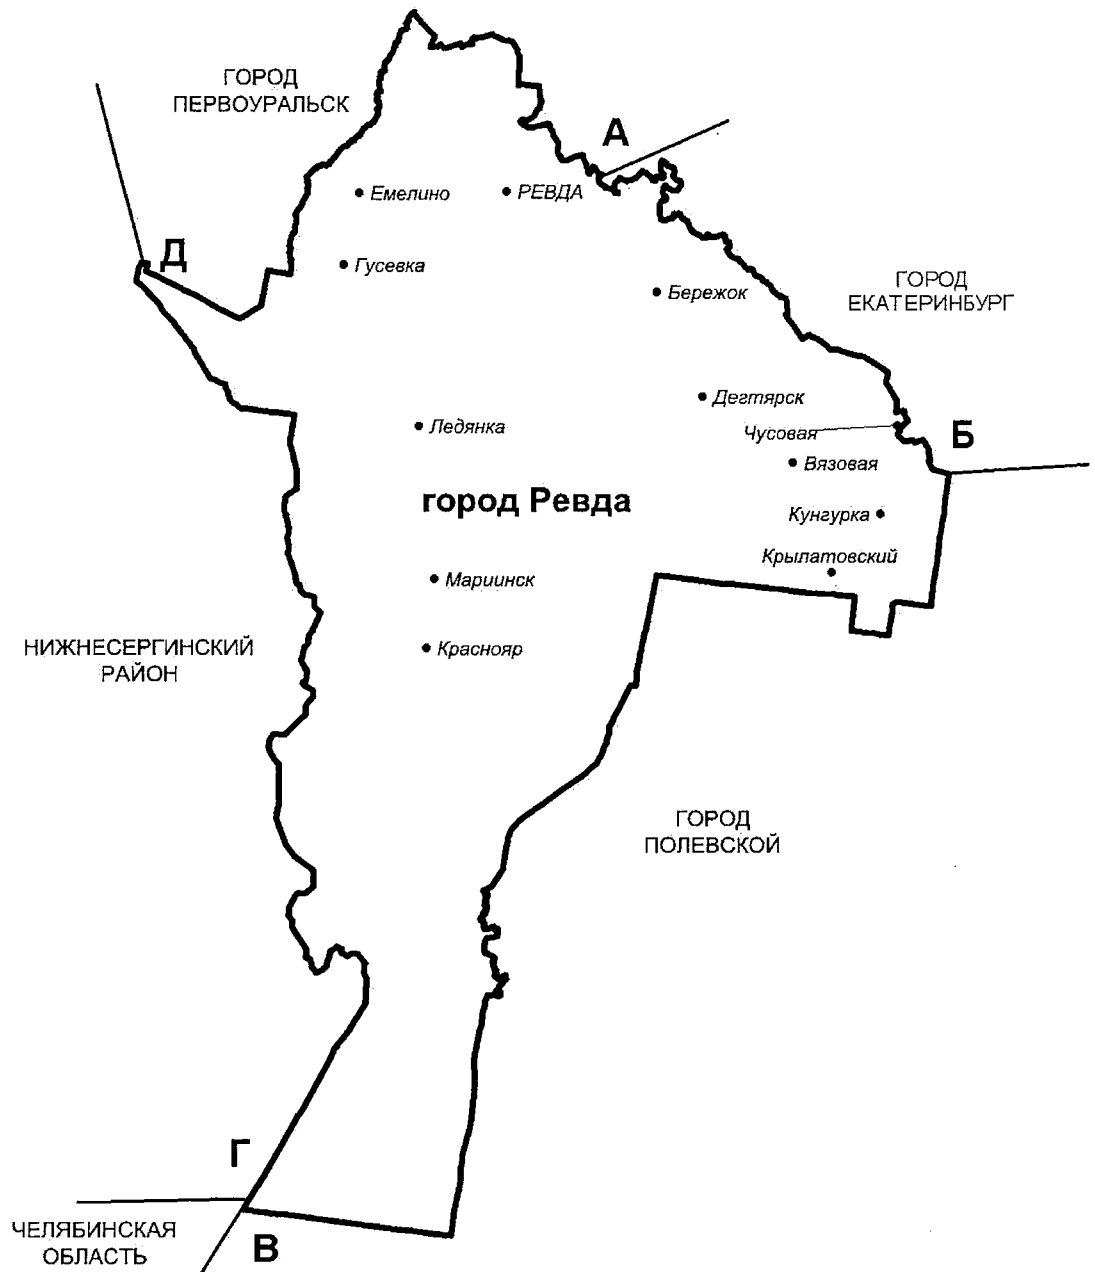 ГОРОД
ПЕРВОУРАЛЬСК
А
Емелино
РЕВДА
Д
Гусевка
Бережок
ГОРОД
ЕКАТЕРИНБУРГ
Дегтярск
Ледянка
Чусовая
Б
Вязовая
город Ревда
Кунгурка
Крылатовский
Мариинск
НИЖНЕСЕРГИНСКИЙ
РАЙОН
Краснояр
ГОРОД
ПОЛЕВСКОЙ
Г
ЧЕЛЯБИНСКАЯ
ОБЛАСТЬ
В